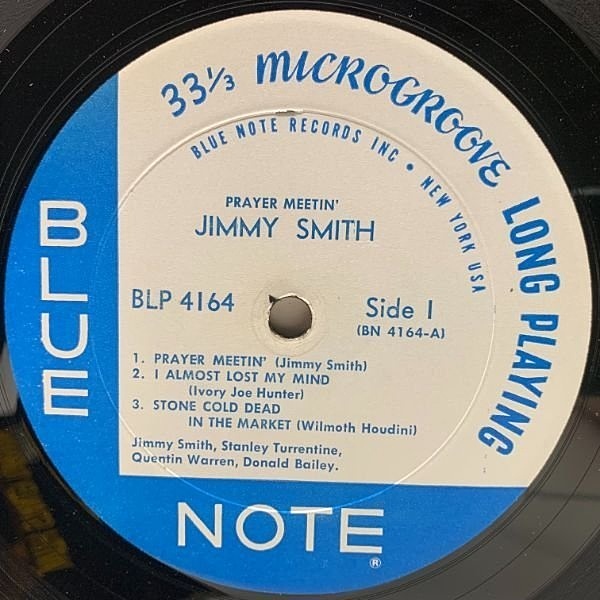 33⅓ MICROGROOVE LONG PLAYING
BLUE NOTE RECORDS INC • NEW YORK USA
PRAYER MEETIN'
JIMMY SMITH
BLP 4164
Side 1
(BN 4164-A)
1. PRAYER MEETIN' (Jimmy Smith)
2. I ALMOST LOST MY MIND
(Ivory Joe Hunter)
3. STONE COLD DEAD
IN THE MARKET (Wilmoth Houdini)
Jimmy Smith, Stanley Turrentine,
Quentin Warren, Donald Bailey.
BLUE
NOTE
®